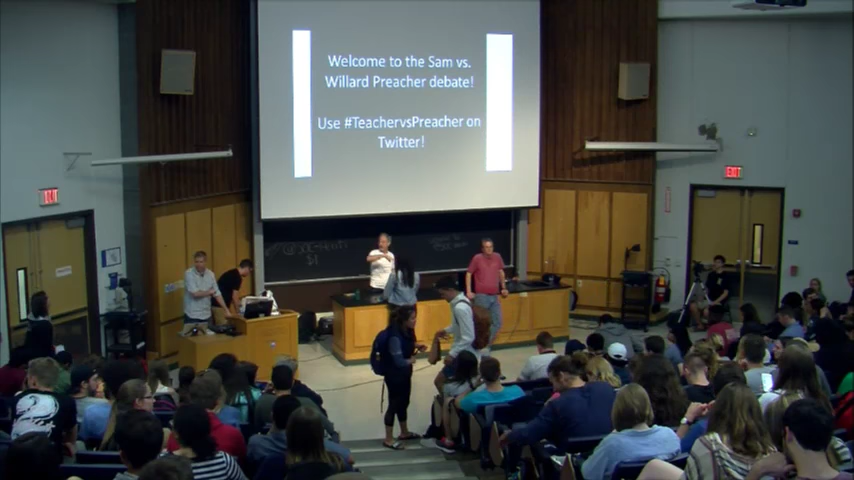 Welcome to the Sam vs.
Willard Preacher debate!
Use #TeachervsPreacher on
Twitter!
EXIT
EXIT